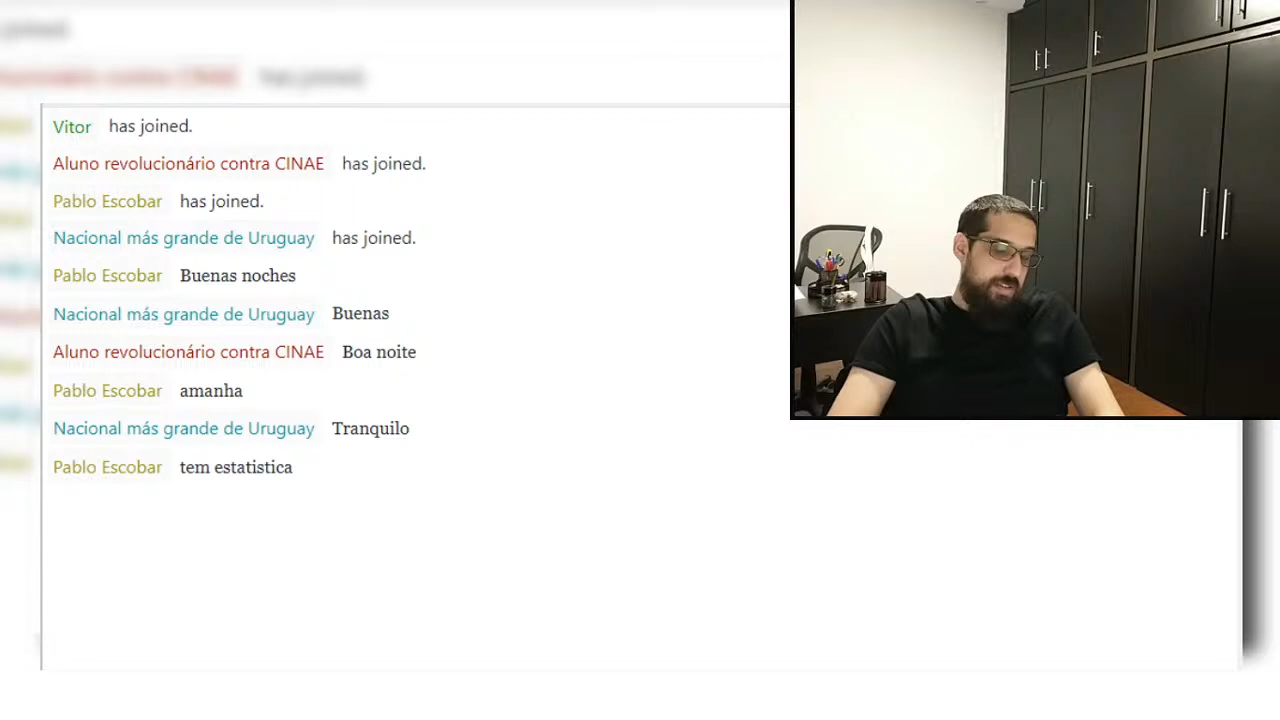 has joined.
Vitor has joined.
Aluno revolucionário contra CINAE has joined.
Pablo Escobar has joined.
Nacional más grande de Uruguay has joined.
Pablo Escobar Buenas noches
Nacional más grande de Uruguay Buenas
Aluno revolucionário contra CINAE Boa noite
Pablo Escobar amanha
Nacional más grande de Uruguay Tranquilo
Pablo Escobar tem estatistica